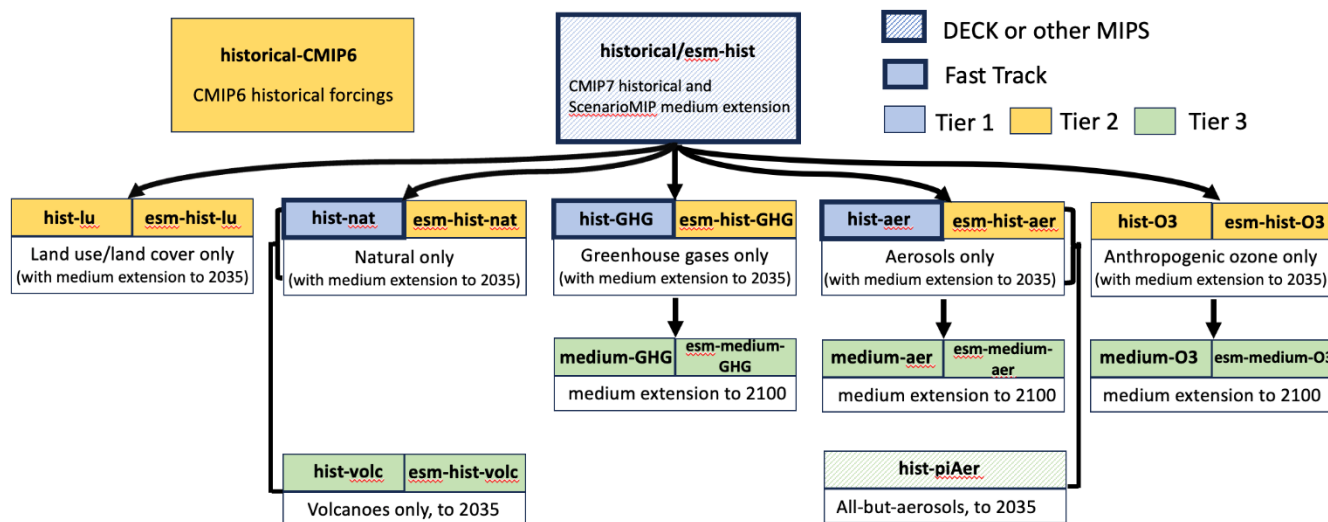 historical-CMIP6
CMIP6 historical forcings
historical/esm-hist
CMIP7 historical and
ScenarioMIP medium extension
DECK or other MIPS
Fast Track
Tier 1
Tier 2
Tier 3
hist-lu
esm-hist-lu
Land use/land cover only
(with medium extension to 2035)
hist-nat
esm-hist-nat
Natural only
(with medium extension to 2035)
hist-GHG
esm-hist-GHG
Greenhouse gases only
(with medium extension to 2035)
hist-aer
esm-hist-aer
Aerosols only
(with medium extension to 2035)
hist-O3
esm-hist-O3
Anthropogenic ozone only
(with medium extension to 2035)
medium-GHG
esm-medium-
GHG
medium extension to 2100
medium-aer
esm-medium-
aer
medium extension to 2100
medium-O3
esm-medium-O3
medium extension to 2100
hist-volc
esm-hist-volc
Volcanoes only, to 2035
hist-piAer
All-but-aerosols, to 2035